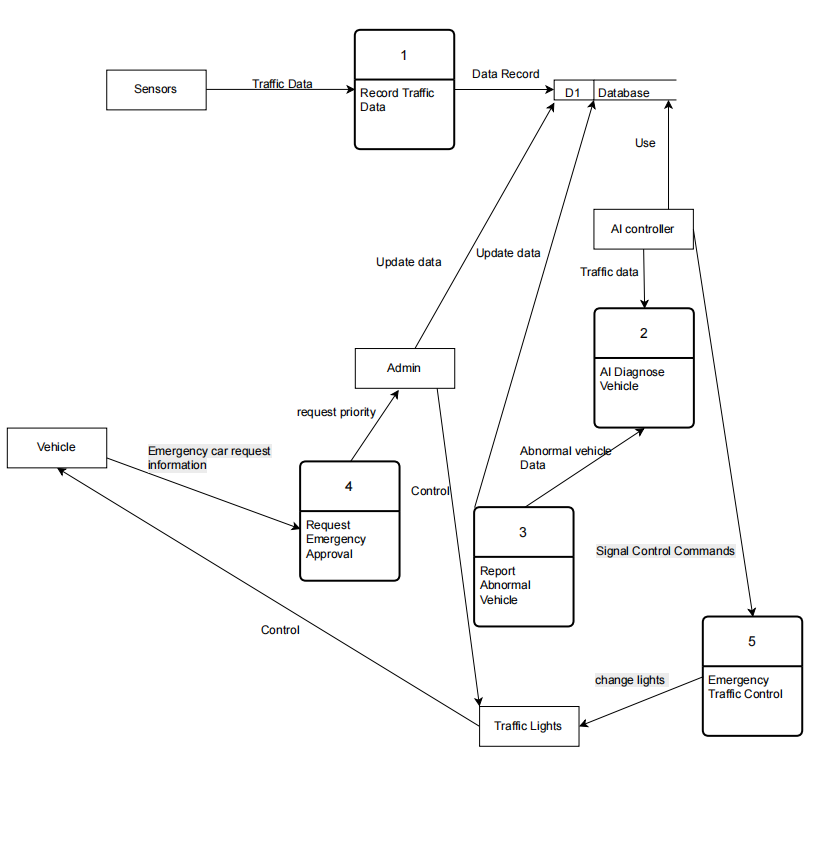 1
Sensors
Traffic Data
Record Traffic
Data
Data Record
D1
Database
Use
AI controller
Update data
Update data
Traffic data
2
AI Diagnose
Vehicle
Admin
request priority
Vehicle
Emergency car request
information
Abnormal vehicle
Data
4
Control
Request
Emergency
Approval
3
Report
Abnormal
Vehicle
Signal Control Commands
Control
5
change lights
Emergency
Traffic Control
Traffic Lights